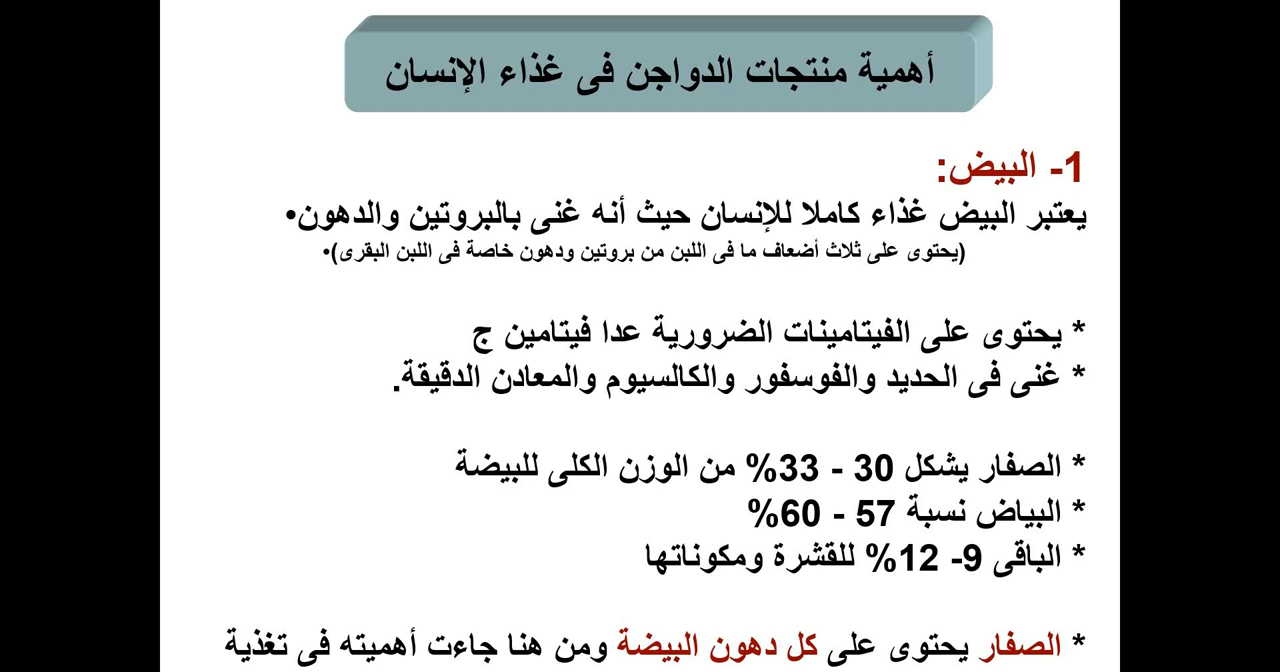 أهمية منتجات الدواجن فى غذاء الإنسان
1- البيض:
يعتبر البيض غذاء كاملا للإنسان حيث أنه غنى بالبروتين والدهون•
(يحتوى على ثلاث أضعاف ما فى اللبن من بروتين ودهون خاصة فى اللبن البقرى)•
* يحتوى على الفيتامينات الضرورية عدا فيتامين ج
* غنى فى الحديد والفوسفور والكالسيوم والمعادن الدقيقة.
* الصفار يشكل 30 - 33% من الوزن الكلى للبيضة
* البياض نسبة 57 - 60%
* الباقى 9- 12% للقشرة ومكوناتها
* الصفار يحتوى على كل دهون البيضة ومن هنا جاءت أهميته فى تغذية